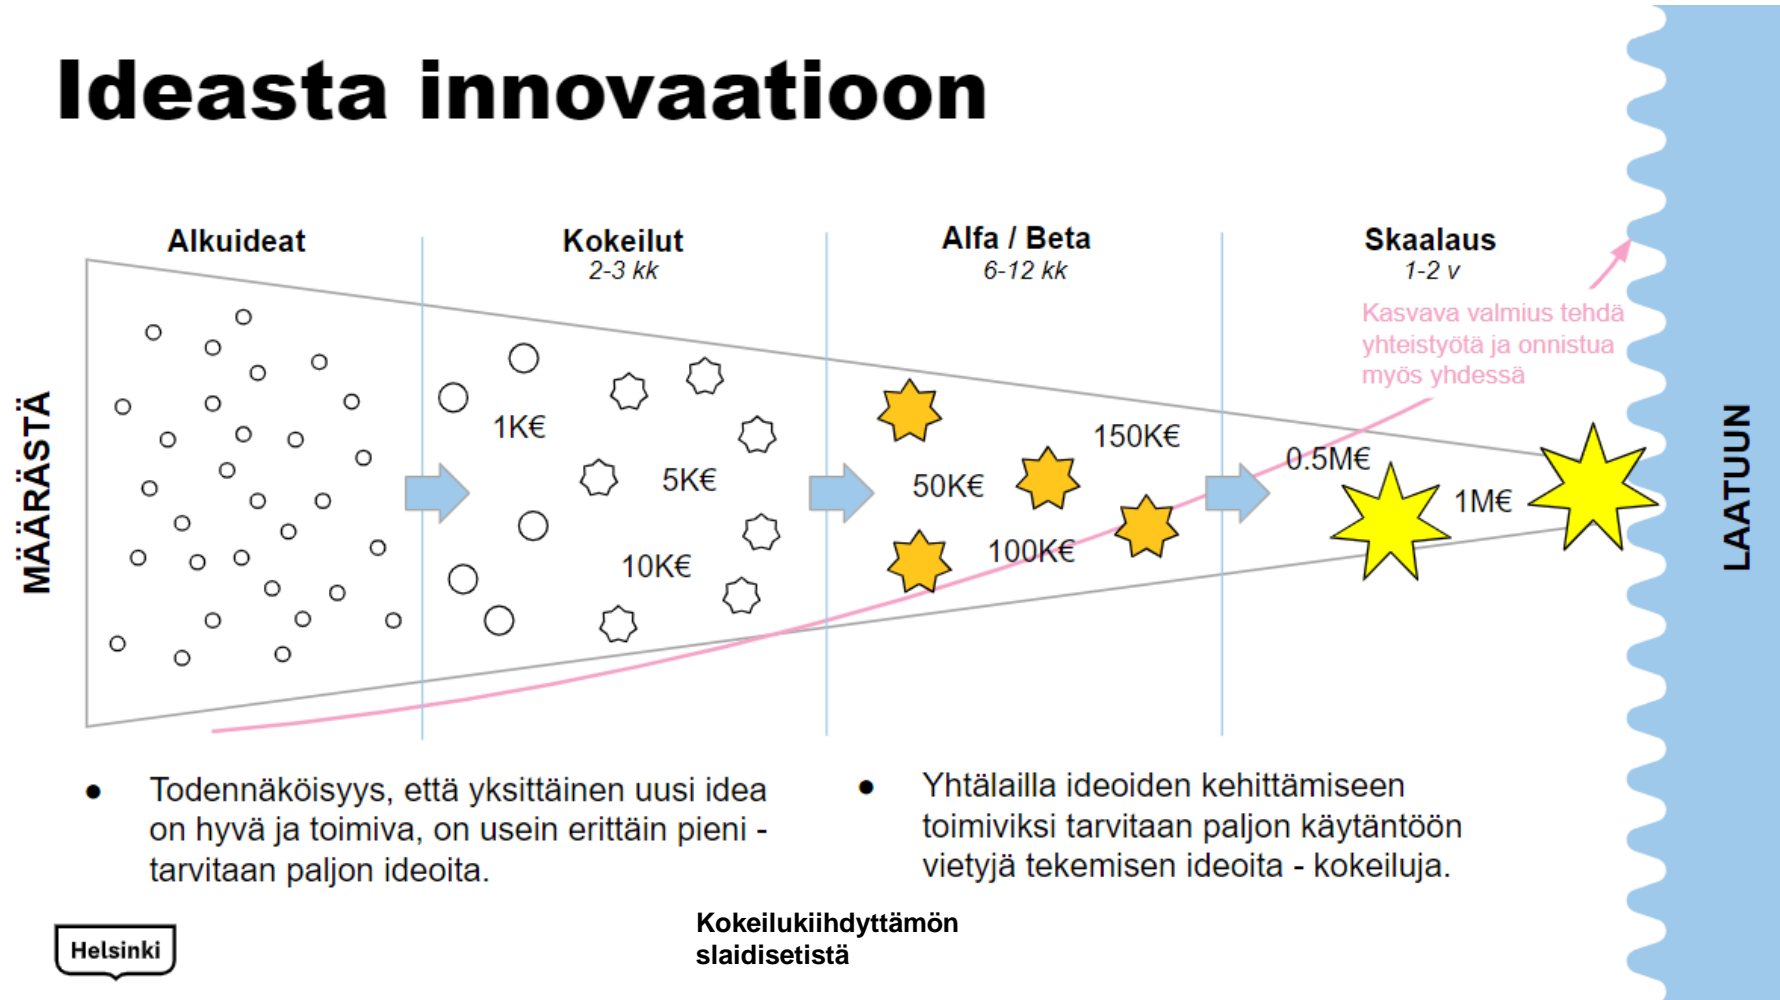 Ideasta innovaatioon
Alkuideat
Kokeilut
2-3 kk
Alfa / Beta
6-12 kk
Skaalaus
1-2 v
Kasvava valmius tehdä
yhteistyötä ja onnistua
myös yhdessä
MÄÄRÄSTÄ
1K€
5K€
10K€
50K€
100K€
150K€
0.5M€
1M€
LAATUUN
● Todennäköisyys, että yksittäinen uusi idea
on hyvä ja toimiva, on usein erittäin pieni -
tarvitaan paljon ideoita.
● Yhtälailla ideoiden kehittämiseen
toimiviksi tarvitaan paljon käytäntöön
vietyjä tekemisen ideoita - kokeiluja.
Kokeilukiihdyttämön
slaidisetistä
Helsinki